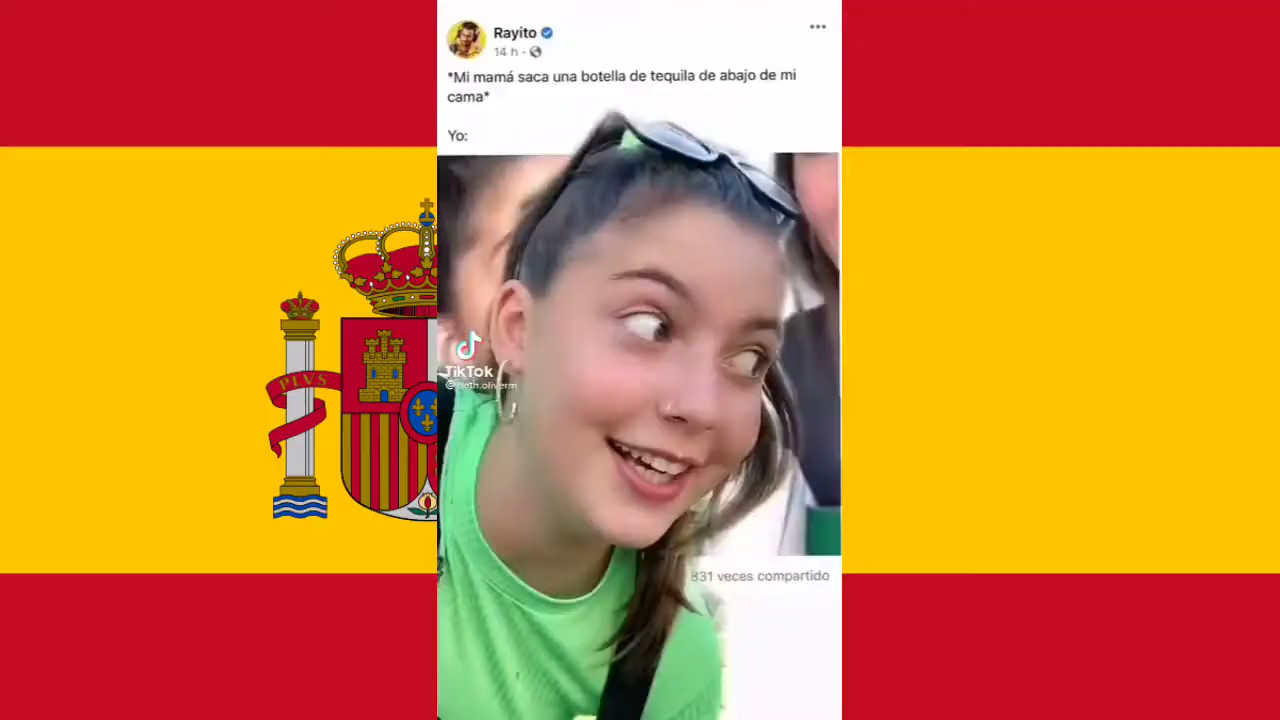 Rayito
14 h ·
*Mi mamá saca una botella de tequila de abajo de mi
cama*
Yo:
PLVS
TikTok
831 veces compartido